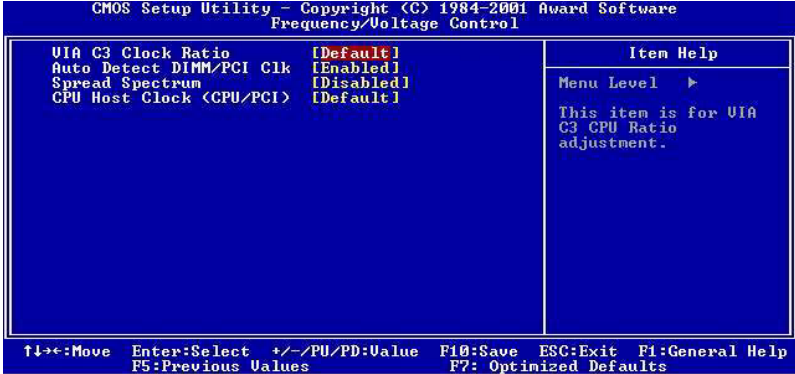 CMOS Setup Utility - Copyright (C) 1984-2001 Award Software
Frequency/Voltage Control
VIA C3 Clock Ratio [Default]
Auto Detect DIMM/PCI Clk [Enabled]
Spread Spectrum [Disabled]
CPU Host Clock (CPU/PCI) [Default]
Item Help
Menu Level ►
This item is for VIA
C3 CPU Ratio
adjustment.
↑↓→←:Move Enter:Select +/-/PU/PD:Value F10:Save ESC:Exit F1:General Help
F5:Previous Values F7: Optimized Defaults